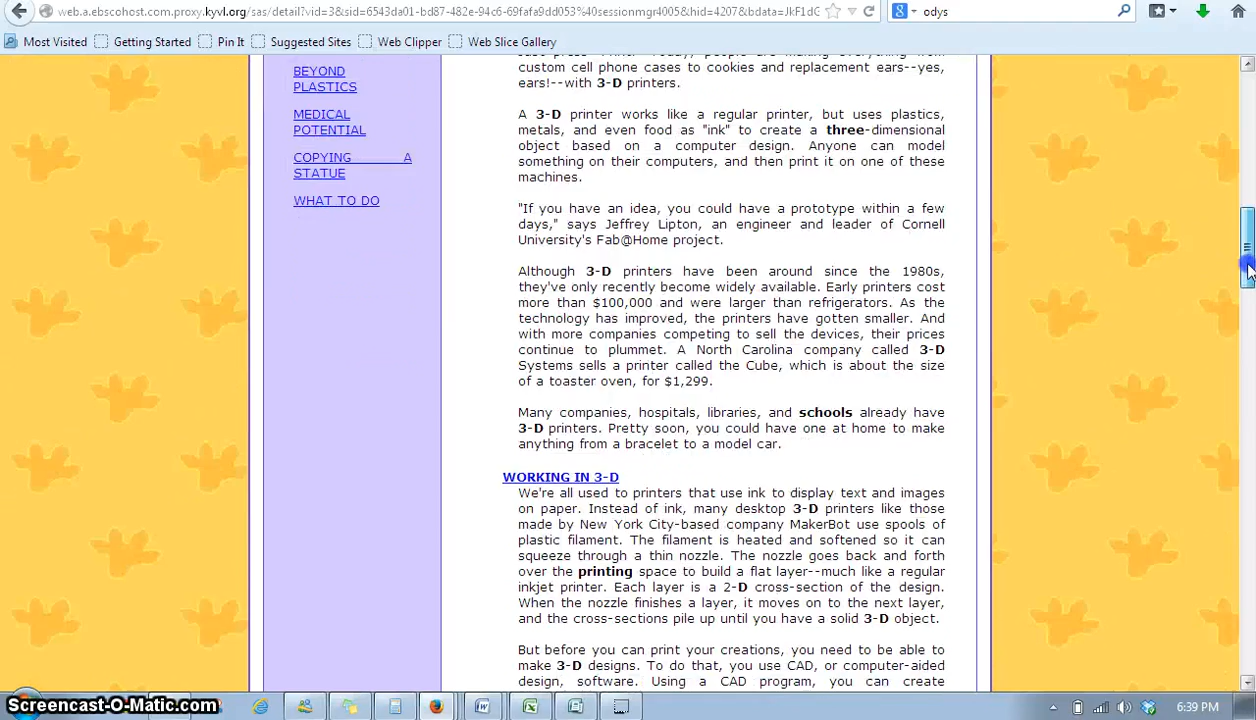 web.a.ebscohost.com.proxy.kyvl.org/sas/detail?vid=3&sid=6543da01-bd87-482e-94cd-69fafa9dd053%40sessionmgr4005&hid=4207&bdata=JkF1dG
odys
Most Visited Getting Started Pin It Suggested Sites Web Clipper Web Slice Gallery
BEYOND
PLASTICS
MEDICAL
POTENTIAL
COPYING A
STATUE
WHAT TO DO
custom cell phone cases to cookies and replacement ears--yes,
ears!--with 3-D printers.
A 3-D printer works like a regular printer, but uses plastics,
metals, and even food as "ink" to create a three-dimensional
object based on a computer design. Anyone can model
something on their computers, and then print it on one of these
machines.
"If you have an idea, you could have a prototype within a few
days," says Jeffrey Lipton, an engineer and leader of Cornell
University's Fab@Home project.
Although 3-D printers have been around since the 1980s,
they've only recently become widely available. Early printers cost
more than $100,000 and were larger than refrigerators. As the
technology has improved, the printers have gotten smaller. And
with more companies competing to sell the devices, their prices
continue to plummet. A North Carolina company called 3-D
Systems sells a printer called the Cube, which is about the size
of a toaster oven, for $1,299.
Many companies, hospitals, libraries, and schools already have
3-D printers. Pretty soon, you could have one at home to make
anything from a bracelet to a model car.
WORKING IN 3-D
We're all used to printers that use ink to display text and images
on paper. Instead of ink, many desktop 3-D printers like those
made by New York City-based company MakerBot use spools of
plastic filament. The filament is heated and softened so it can
squeeze through a thin nozzle. The nozzle goes back and forth
over the printing space to build a flat layer--much like a regular
inkjet printer. Each layer is a 2-D cross-section of the design.
When the nozzle finishes a layer, it moves on to the next layer,
and the cross-sections pile up until you have a solid 3-D object.
But before you can print your creations, you need to be able to
make 3-D designs. To do that, you use CAD, or computer-aided
design, software. Using a CAD program, you can create
Screencast-O-Matic.com
6:39 PM